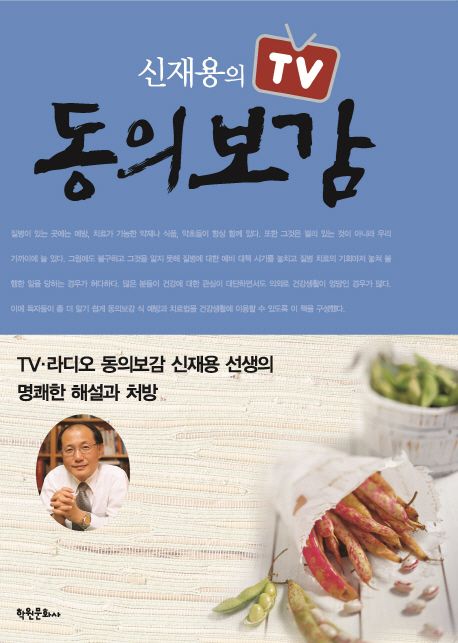 신재용의 TV
동의보감
질병이 있는 곳에는 예방, 치료가 가능한 약재나 식품, 약초들이 항상 함께 있다. 또한 그것은 멀리 있는 것이 아니라 우리
가까이에 늘 있다. 그럼에도 불구하고 그것을 알지 못해 질병에 대한 예비 대책 시기를 놓치고 질병 치료의 기회마저 놓쳐 불
행한 일을 당하는 경우가 허다하다. 많은 분들이 건강에 대한 관심이 대단하면서도 의외로 건강생활이 엉망인 경우가 많다.
이에 독자들이 좀 더 알기 쉽게 동의보감 식 예방과 치료법을 건강생활에 이용할 수 있도록 이 책을 구성했다.
TV·라디오 동의보감 신재용 선생의
명쾌한 해설과 처방
학원문화사